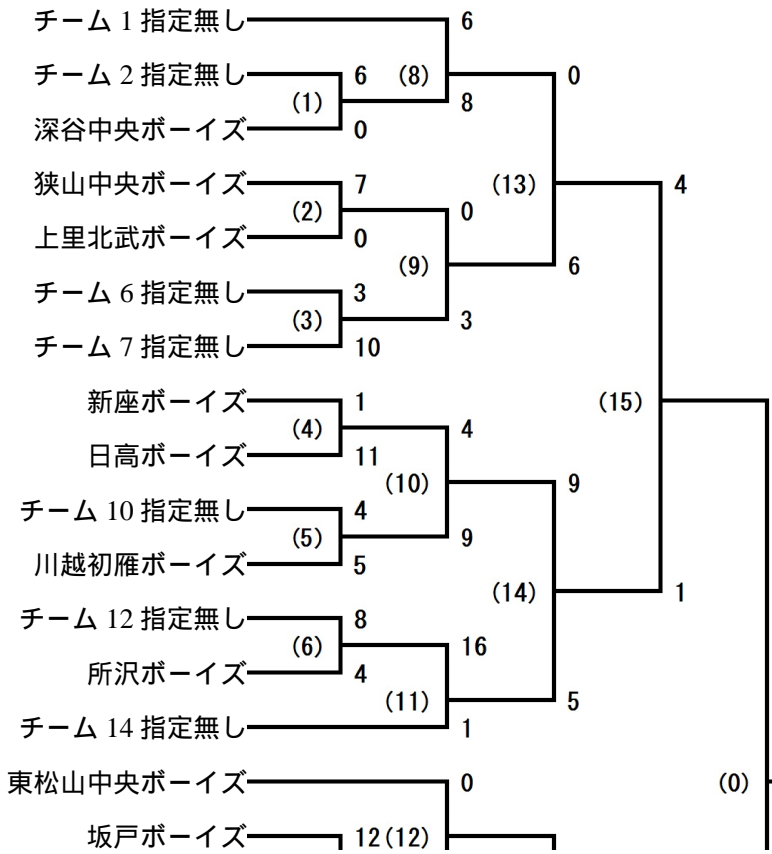 チーム 1 指定無し 6
チーム 2 指定無し 6 (8) 0
(1) 8
深谷中央ボーイズ 0
狭山中央ボーイズ 7 (13) 4
(2) 0
上里北武ボーイズ 0
(9) 6
チーム 6 指定無し 3
(3) 3
チーム 7 指定無し 10
新座ボーイズ 1 (15)
(4) 4
日高ボーイズ 11
(10) 9
チーム 10 指定無し 4
(5) 9
川越初雁ボーイズ 5
(14) 1
チーム 12 指定無し 8
(6) 16
所沢ボーイズ 4
(11) 5
チーム 14 指定無し 1
東松山中央ボーイズ 0 (0)
坂戸ボーイズ 12 (12)